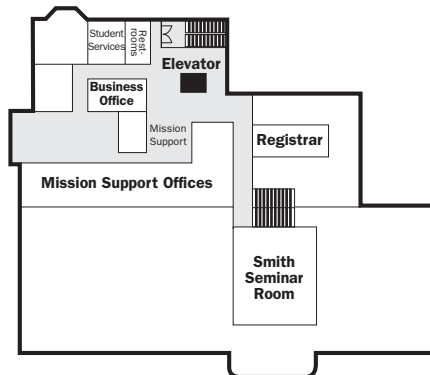 Student
Services
Rest-
rooms
Elevator
Business
Office
Mission
Support
Registrar
Mission Support Offices
Smith
Seminar
Room